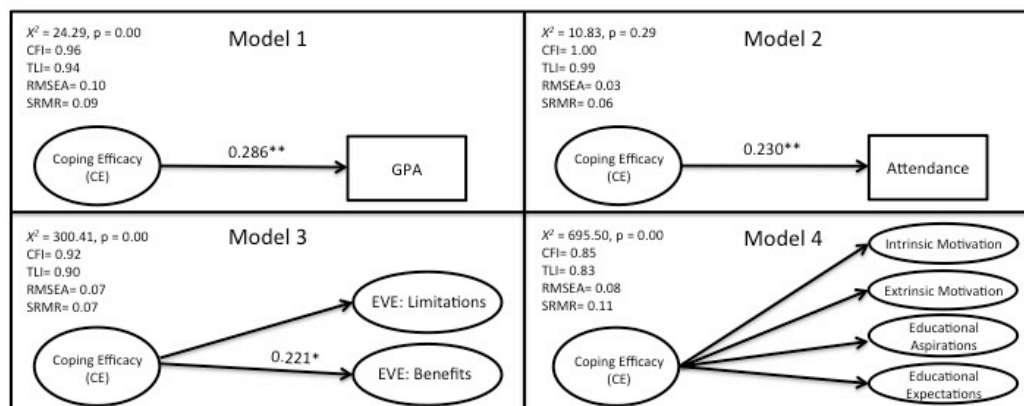 Model 1
X² = 24.29, p = 0.00
CFI= 0.96
TLI= 0.94
RMSEA= 0.10
SRMR= 0.09
0.286**
Coping Efficacy
(CE)
GPA
Model 2
X² = 10.83, p = 0.29
CFI= 1.00
TLI= 0.99
RMSEA= 0.03
SRMR= 0.06
0.230**
Coping Efficacy
(CE)
Attendance
Model 3
X² = 300.41, p = 0.00
CFI= 0.92
TLI= 0.90
RMSEA= 0.07
SRMR= 0.07
EVE: Limitations
Coping Efficacy
(CE)
0.221*
EVE: Benefits
Model 4
X² = 695.50, p = 0.00
CFI= 0.85
TLI= 0.83
RMSEA= 0.08
SRMR= 0.11
Intrinsic Motivation
Extrinsic Motivation
Educational
Aspirations
Coping Efficacy
(CE)
Educational
Expectations